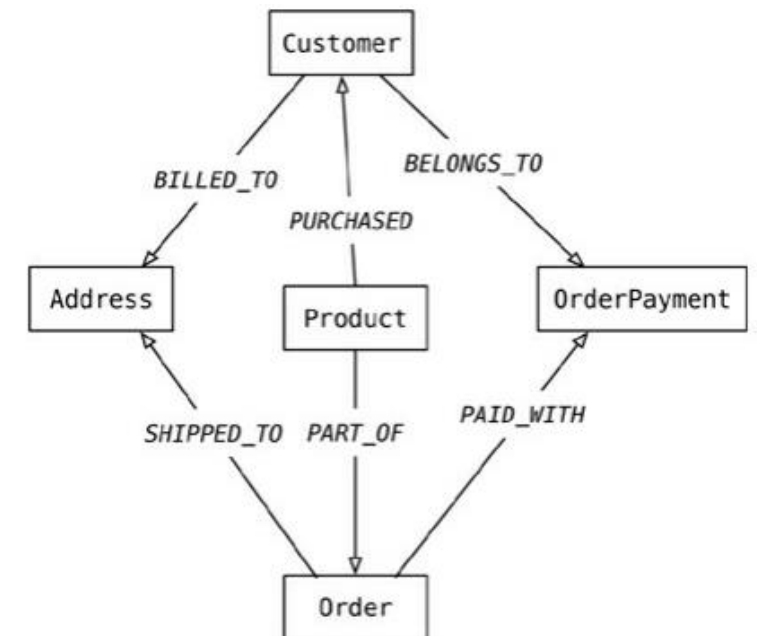 Customer
BILLED_TO
BELONGS_TO
PURCHASED
Address
Product
OrderPayment
SHIPPED_TO
PART_OF
PAID_WITH
Order